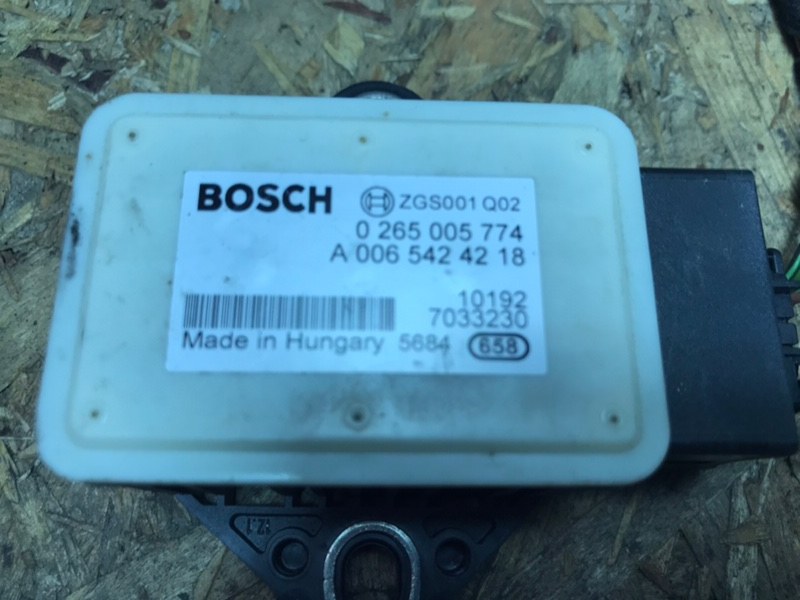 BOSCH ZGS001 Q02
0 265 005 774
A 006 542 42 18
10192
7033230
Made in Hungary 5684 658